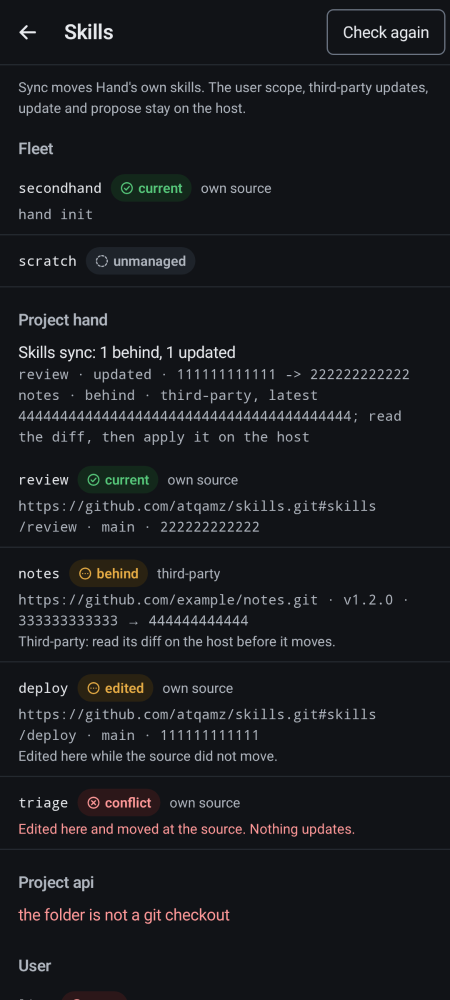 Skills
Check again
Sync moves Hand's own skills. The user scope, third-party updates,
update and propose stay on the host.
Fleet
secondhand current own source
hand init
scratch unmanaged
Project hand
Skills sync: 1 behind, 1 updated
review · updated · 111111111111 -> 222222222222
notes · behind · third-party, latest
4444444444444444444444444444444444444444; read
the diff, then apply it on the host
review current own source
https://github.com/atqamz/skills.git#skills
/review · main · 222222222222
notes behind third-party
https://github.com/example/notes.git · v1.2.0 ·
333333333333 → 444444444444
Third-party: read its diff on the host before it moves.
deploy edited own source
https://github.com/atqamz/skills.git#skills
/deploy · main · 111111111111
Edited here while the source did not move.
triage conflict own source
Edited here and moved at the source. Nothing updates.
Project api
the folder is not a git checkout
User